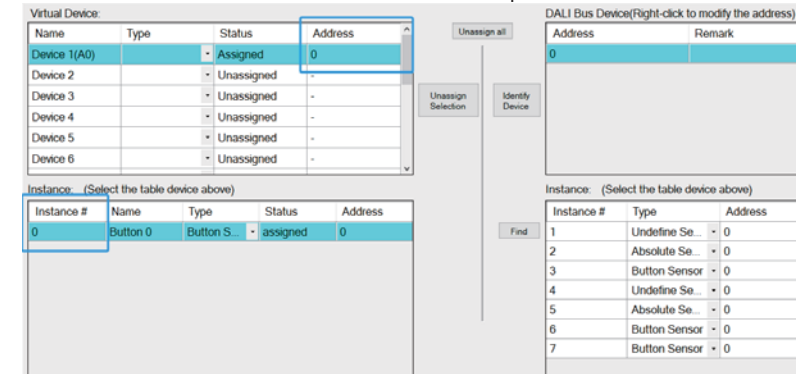 Virtual Device:
Name Type Status Address
Device 1(A0) Assigned 0
Device 2 Unassigned -
Device 3 Unassigned -
Device 4 Unassigned -
Device 5 Unassigned -
Device 6 Unassigned -
Unassign all
Unassign Selection
Identify Device
DALI Bus Device(Right-click to modify the address)
Address Remark
0
Instance: (Select the table device above)
Instance # Name Type Status Address
0 Button 0 Button S... assigned 0
Find
Instance: (Select the table device above)
Instance # Type Address
1 Undefine Se... 0
2 Absolute Se... 0
3 Button Sensor 0
4 Undefine Se... 0
5 Absolute Se... 0
6 Button Sensor 0
7 Button Sensor 0